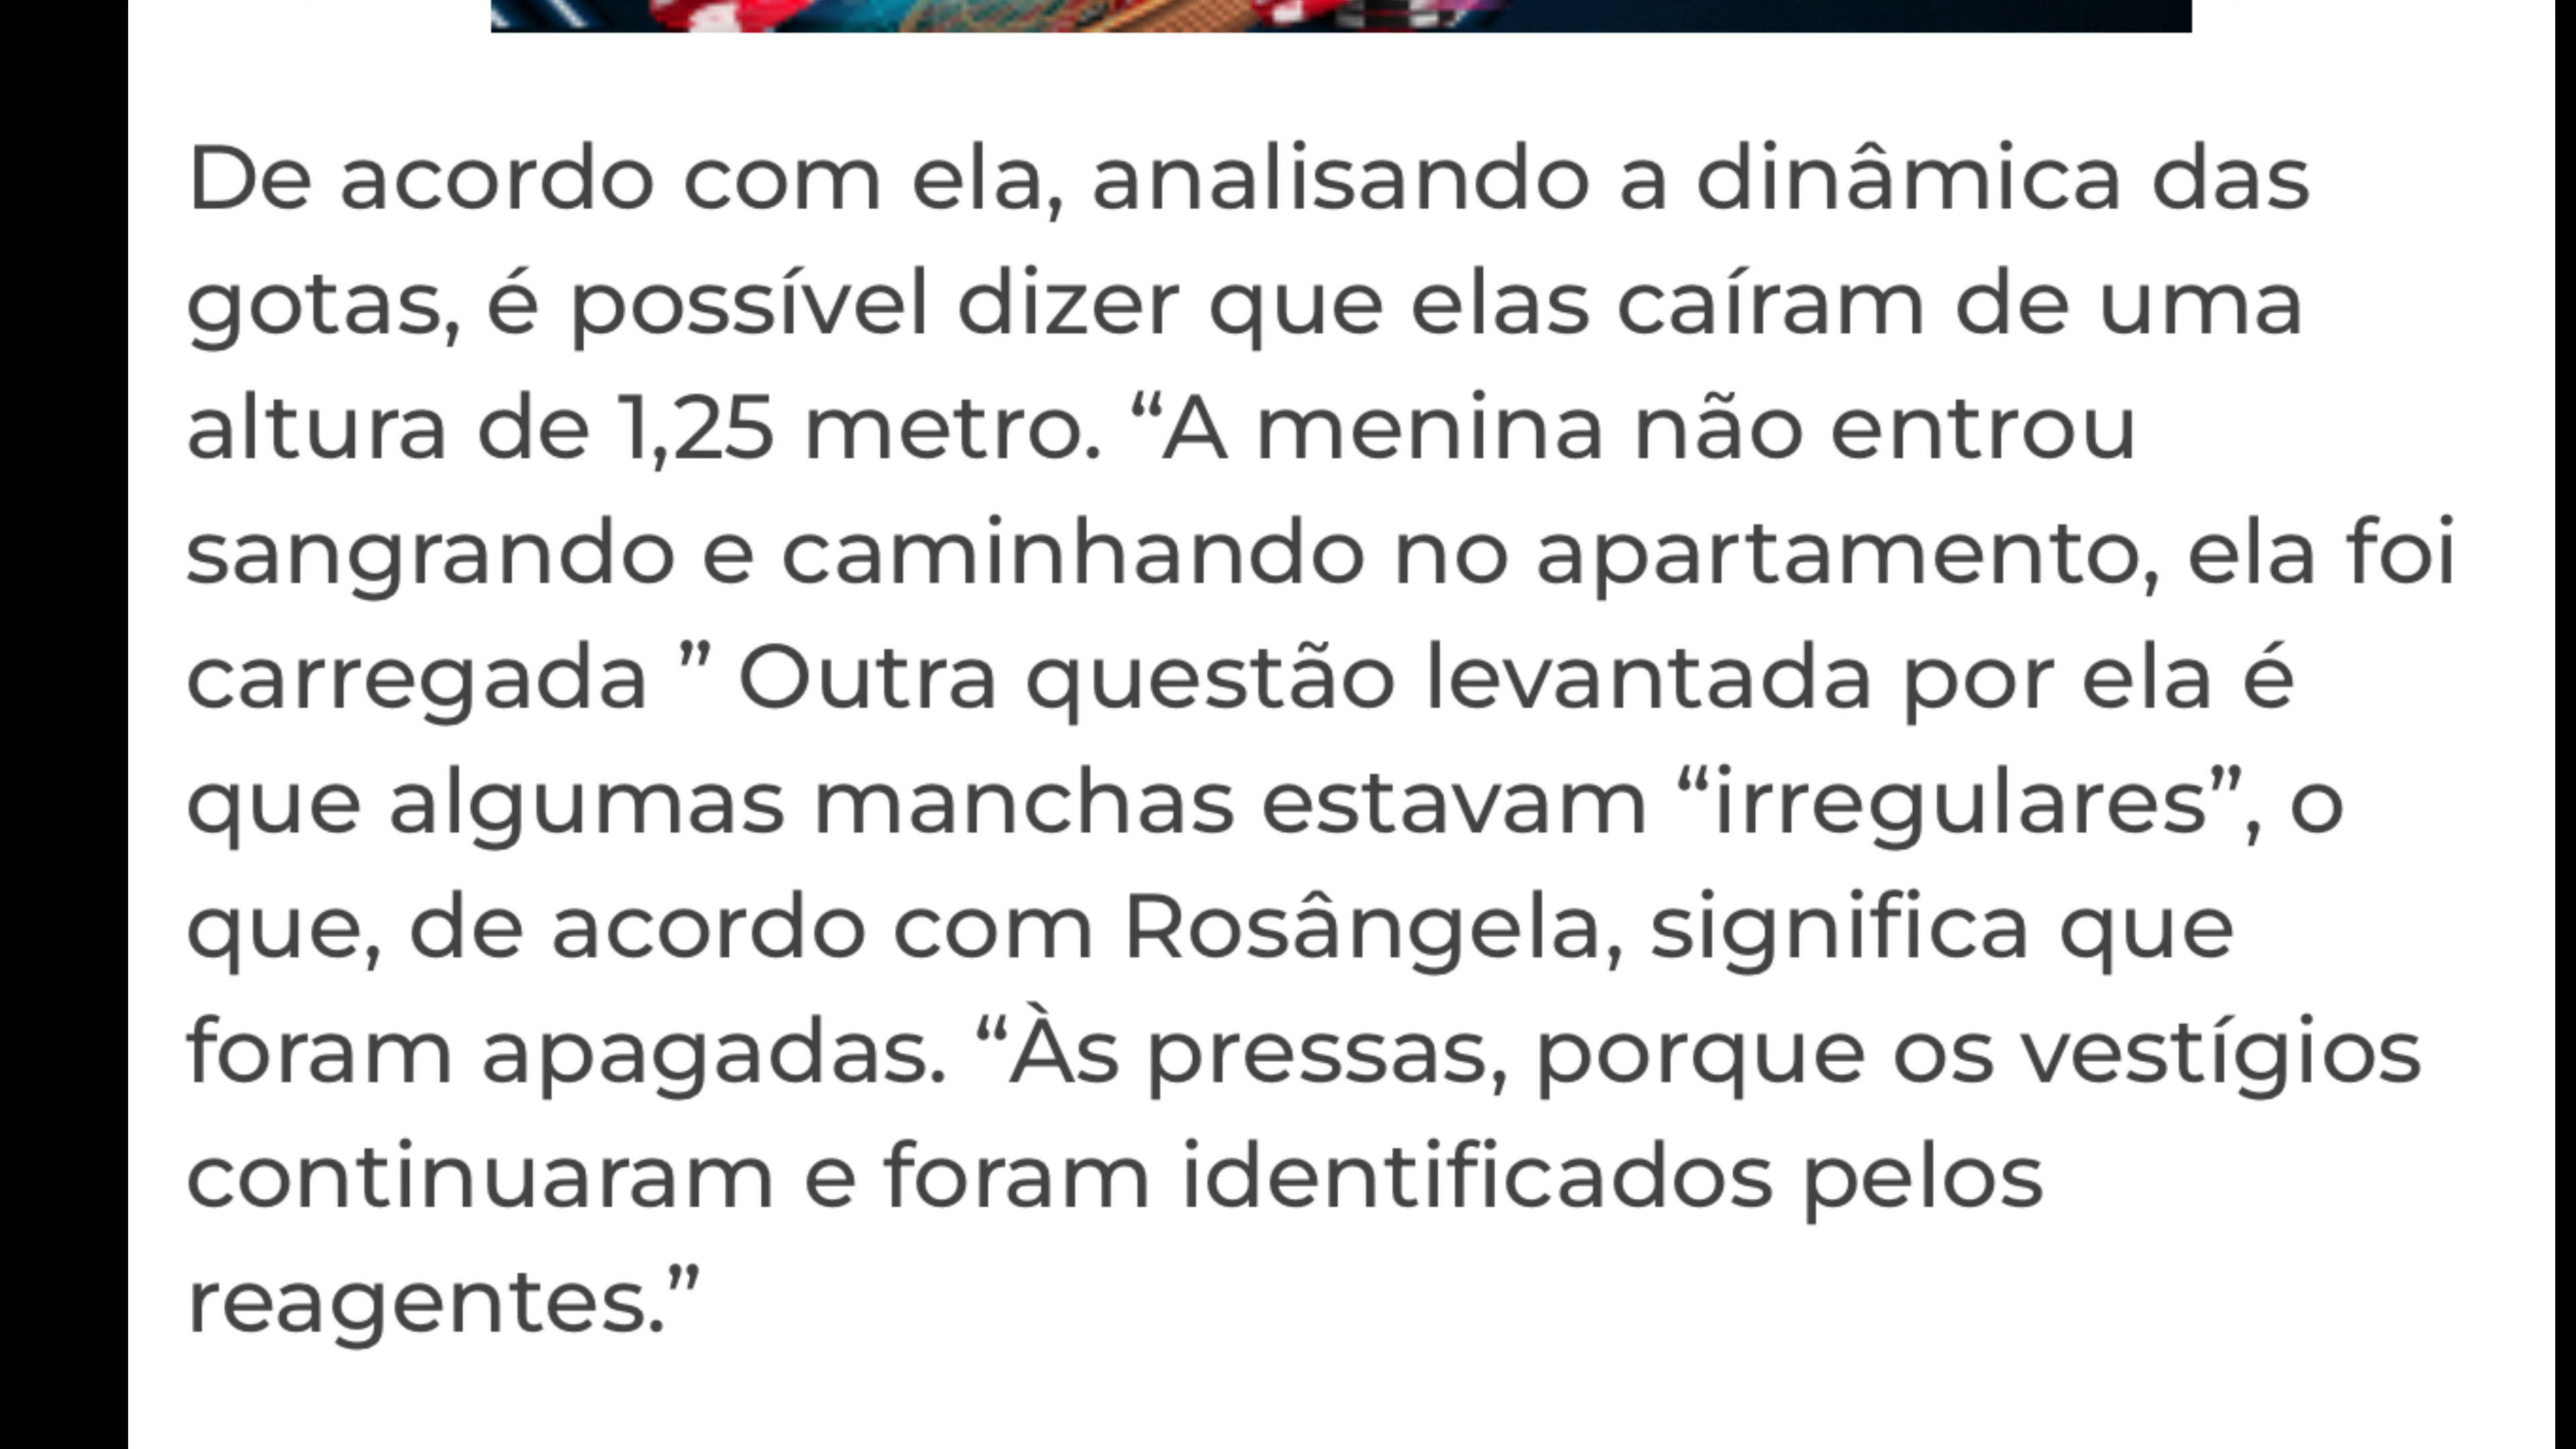 De acordo com ela, analisando a dinâmica das
gotas, é possível dizer que elas caíram de uma
altura de 1,25 metro. “A menina não entrou
sangrando e caminhando no apartamento, ela foi
carregada ” Outra questão levantada por ela é
que algumas manchas estavam “irregulares”, o
que, de acordo com Rosângela, significa que
foram apagadas. “Às pressas, porque os vestígios
continuaram e foram identificados pelos
reagentes.”